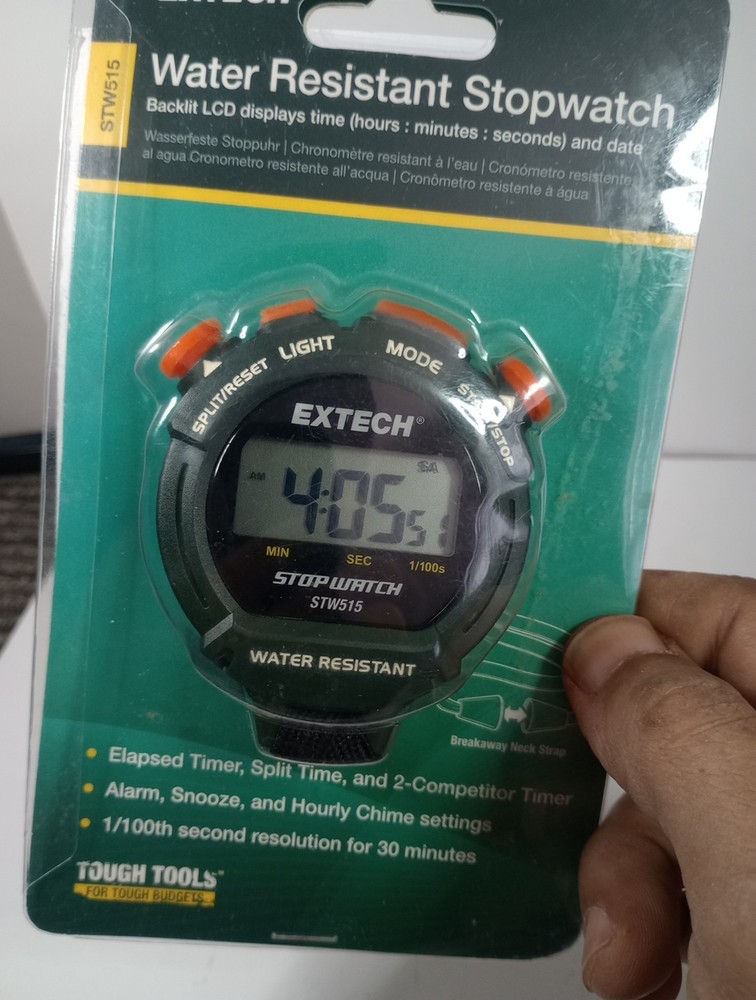 EXTECH
STW515
Water Resistant Stopwatch
Backlit LCD displays time (hours : minutes : seconds) and date
Wasserfeste Stoppuhr | Chronomètre resistant à l'eau | Cronómetro resistente
al agua Cronometro resistente all'acqua | Cronômetro resistente à água
SPLIT/RESET
LIGHT
MODE
EXTECH®
SA
AM
4:05 51
MIN SEC 1/100s
STOPWATCH
STW515
WATER RESISTANT
Breakaway Neck Strap
• Elapsed Timer, Split Time, and 2-Competitor Timer
• Alarm, Snooze, and Hourly Chime settings
• 1/100th second resolution for 30 minutes
TOUGH TOOLS™
FOR TOUGH BUDGETS